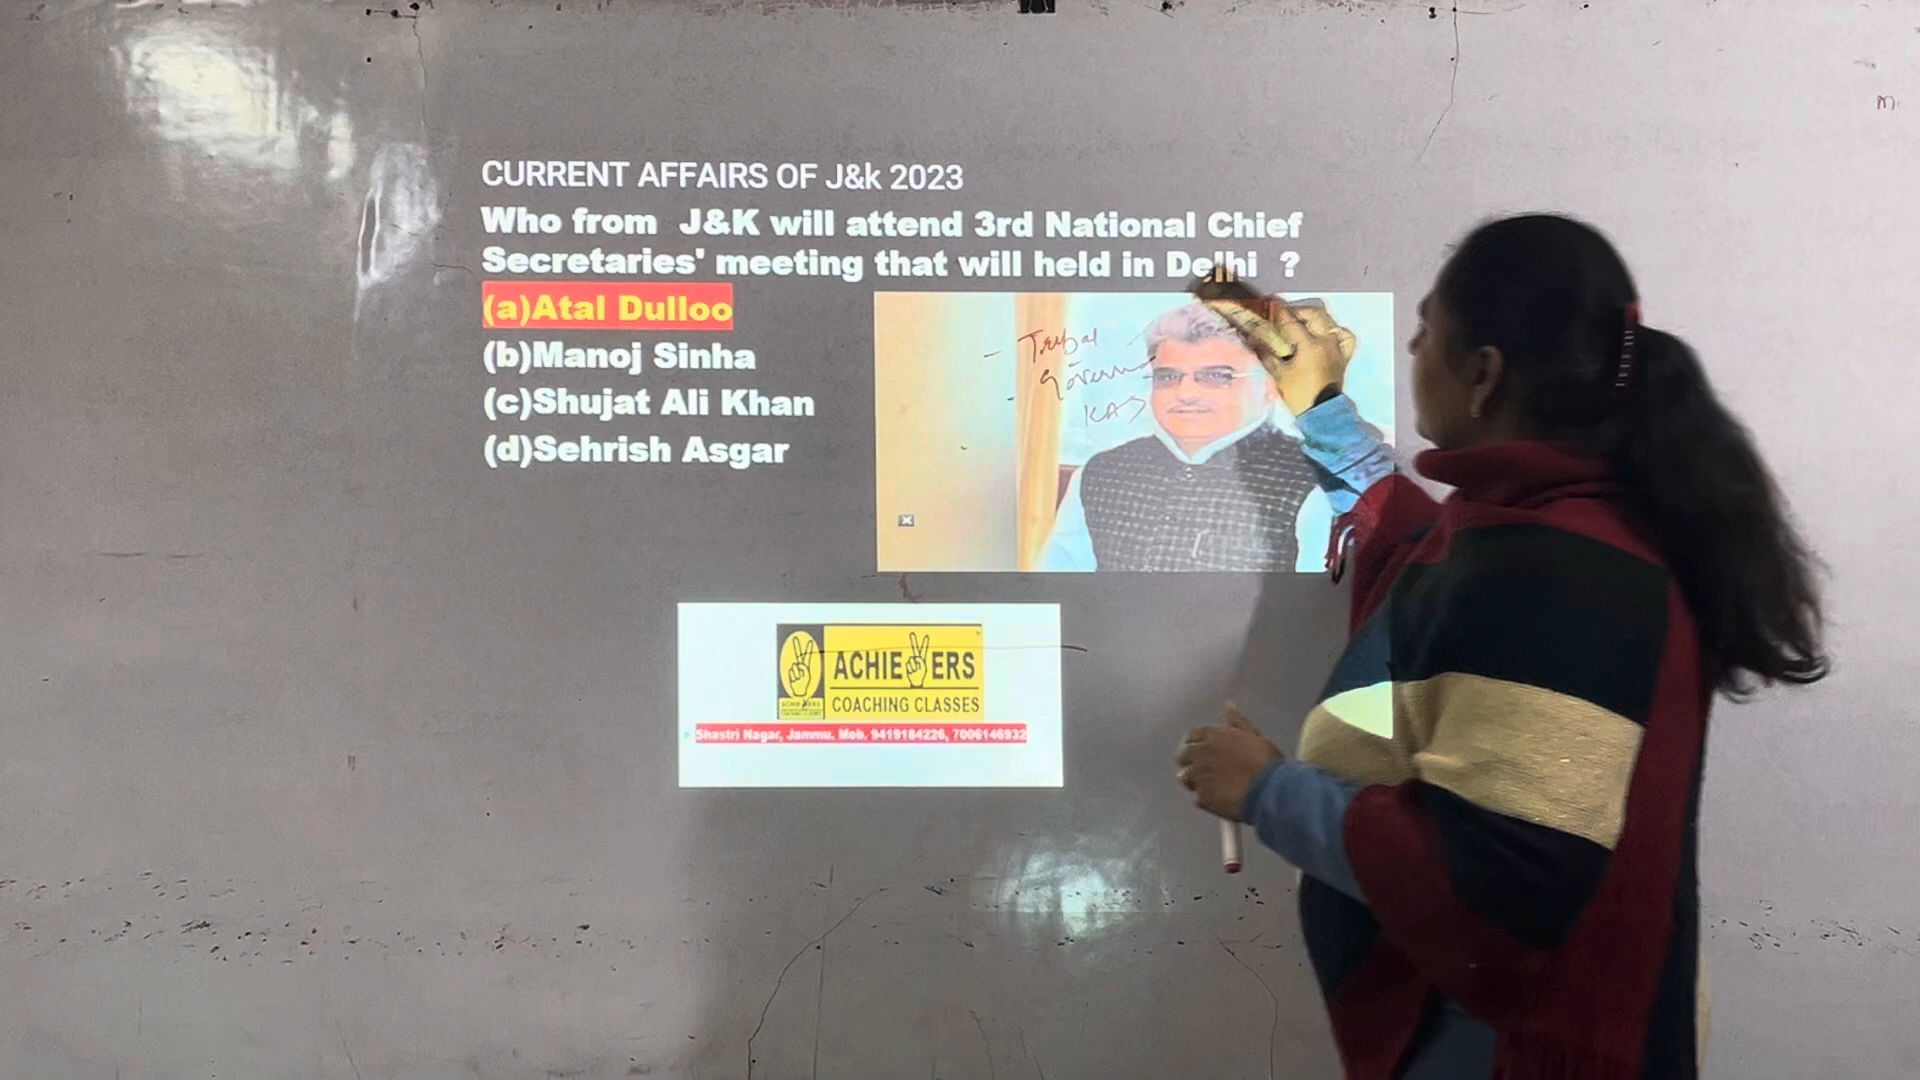 CURRENT AFFAIRS OF J&k 2023
Who from J&K will attend 3rd National Chief
Secretaries' meeting that will held in Delhi ?
(a)Atal Dulloo
(b)Manoj Sinha
(c)Shujat Ali Khan
(d)Sehrish Asgar
KAS
ACHIEVERS
COACHING CLASSES
Shastri Nagar, Jammu. Mob. 9419184226, 7006146932